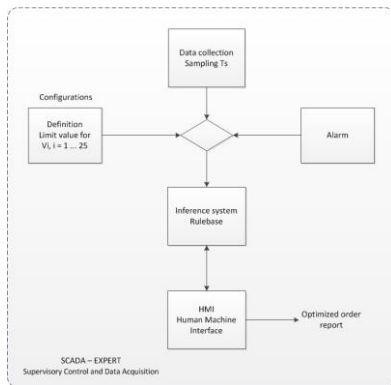 Data collection
Sampling Ts
Configurations
Definition
Limit value for
Vi, i = 1 ... 25
Alarm
Inference system
Rulebase
HMI
Human Machine
Interface
Optimized order
report
SCADA – EXPERT
Supervisory Control and Data Acquisition